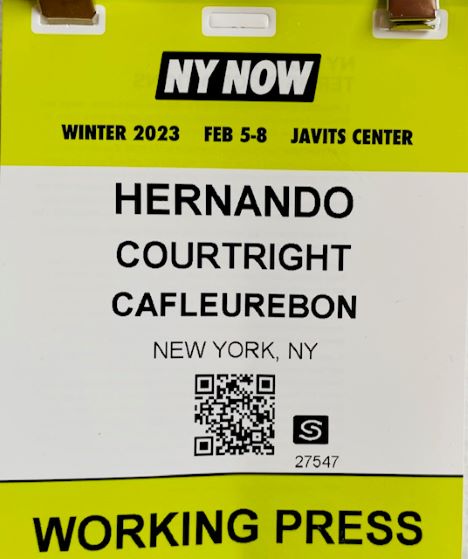 NY NOW
WINTER 2023 FEB 5-8 JAVITS CENTER
HERNANDO
COURTRIGHT
CAFLEUREBON
NEW YORK, NY
S
27547
WORKING PRESS